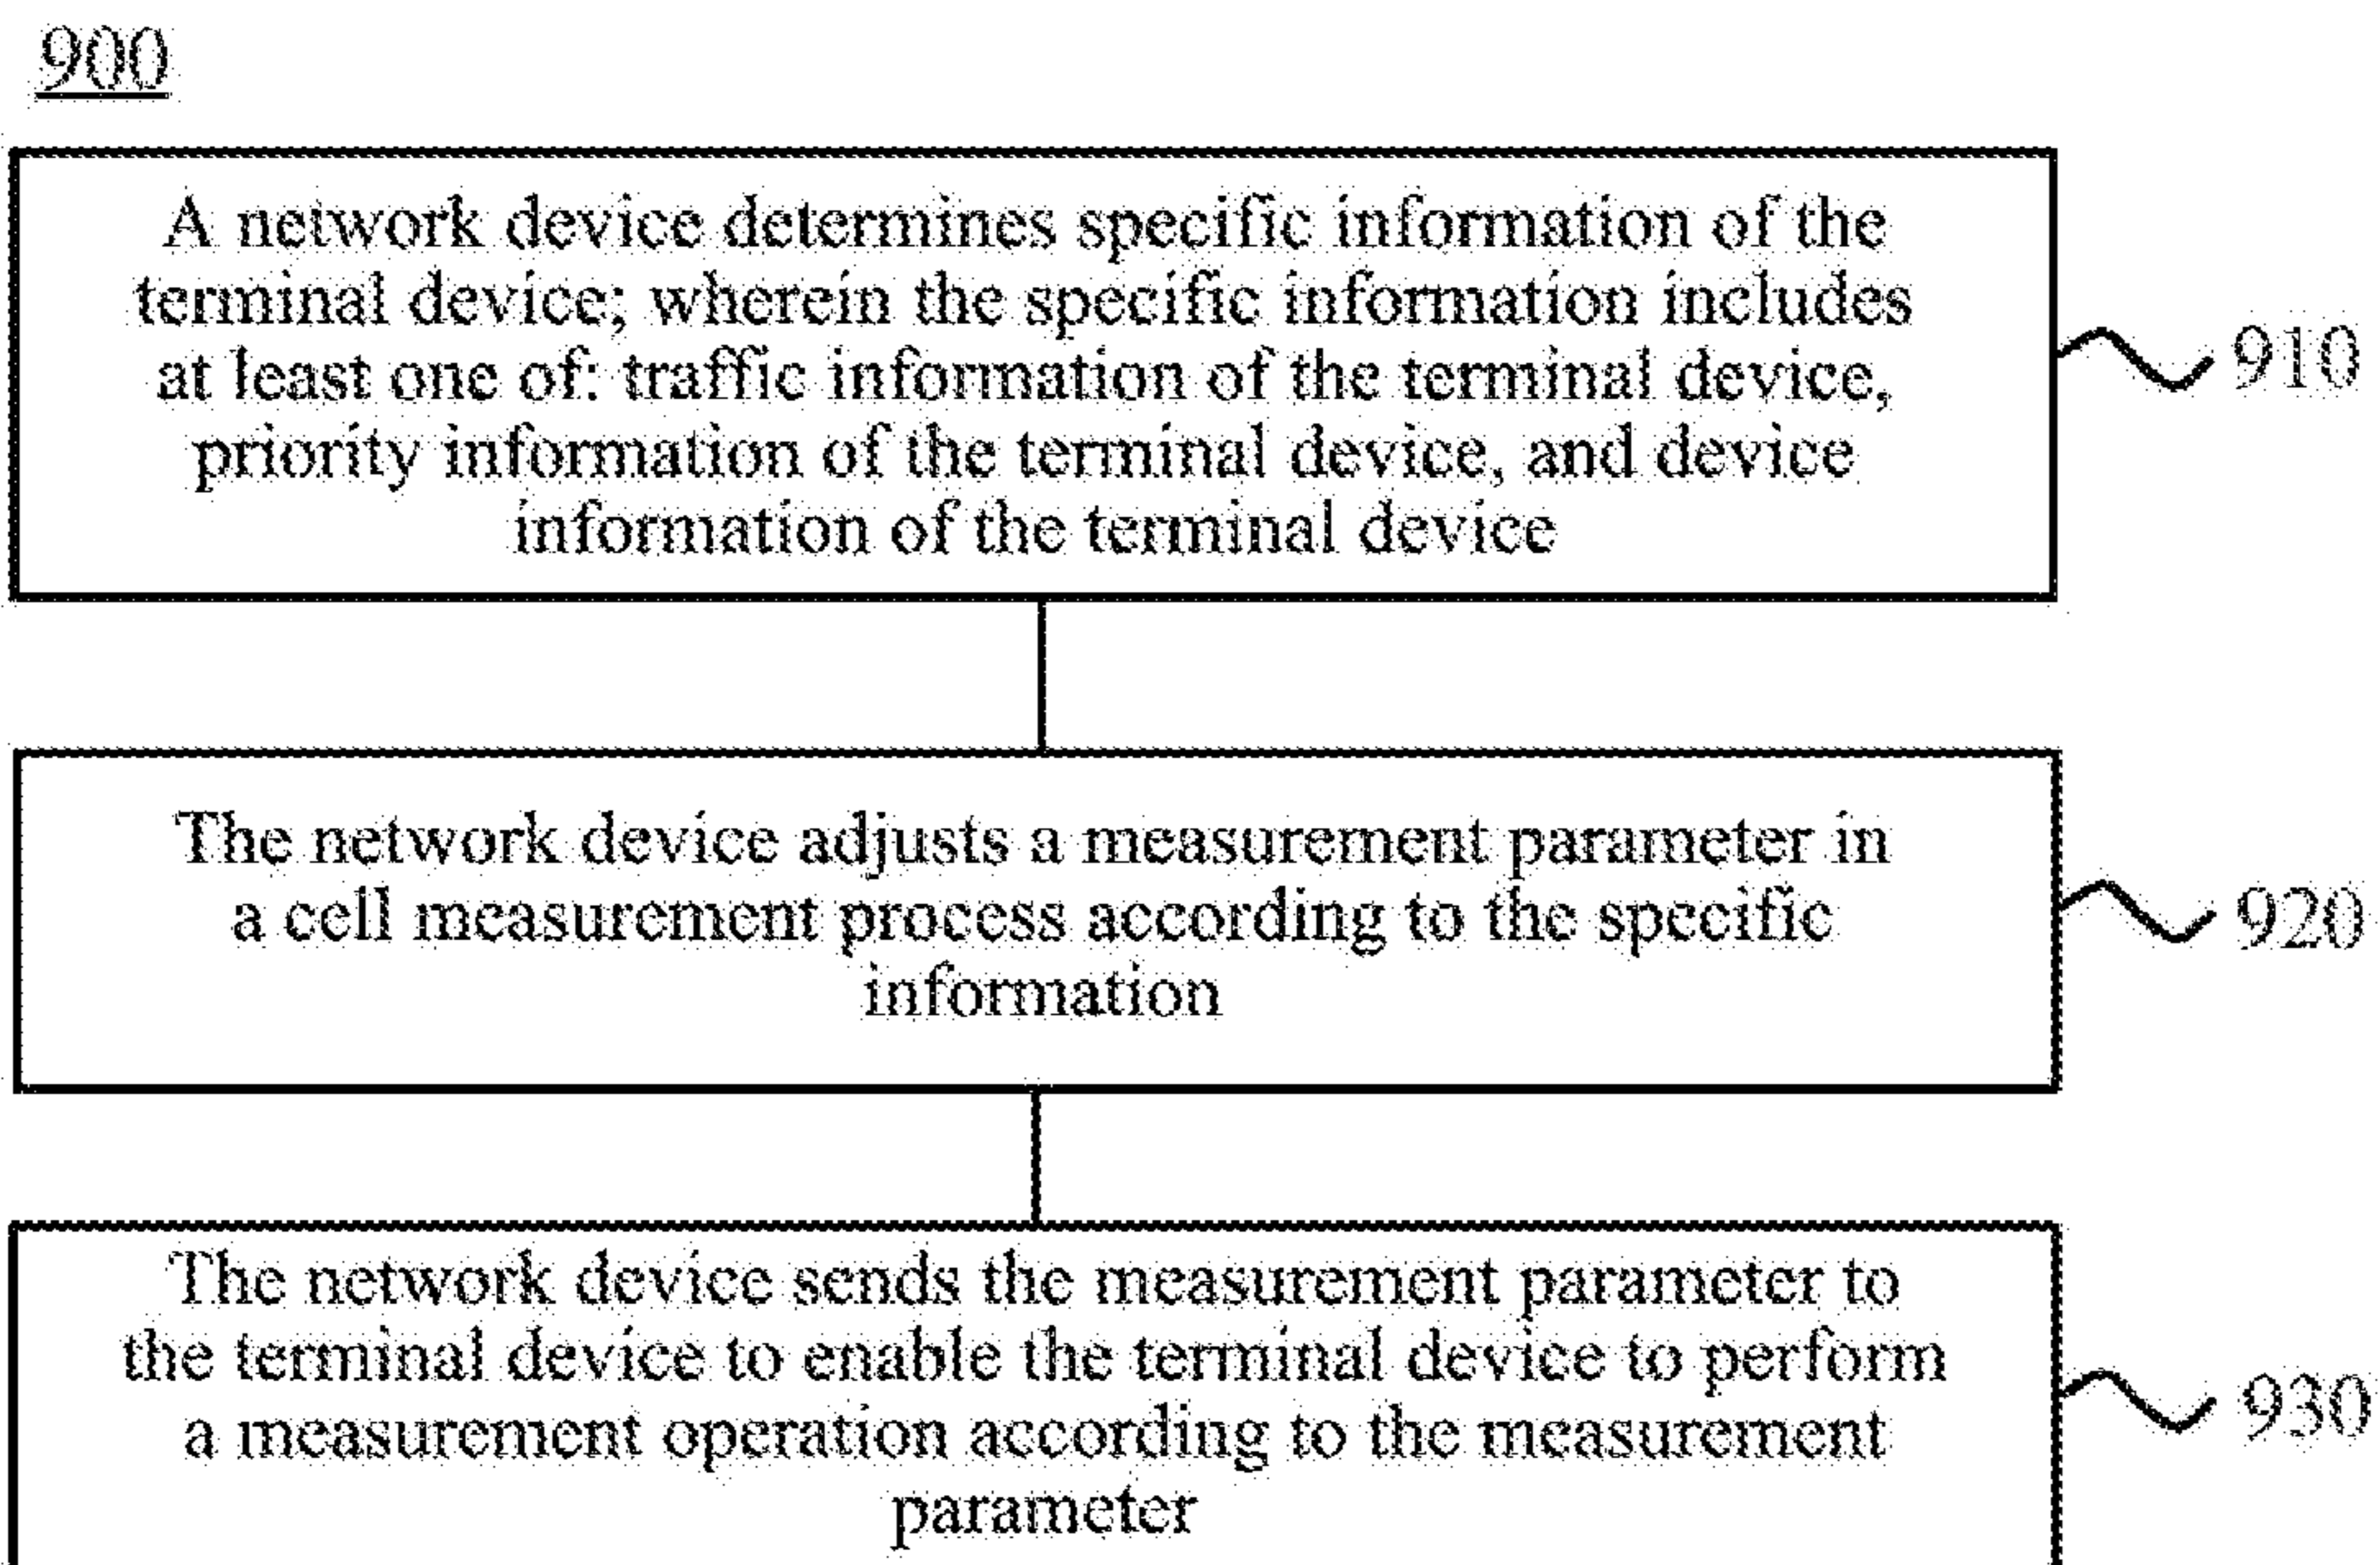 900
A network device determines specific information of the
terminal device; wherein the specific information includes
at least one of: traffic information of the terminal device,
priority information of the terminal device, and device
information of the terminal device
910
The network device adjusts a measurement parameter in
a cell measurement process according to the specific
information
920
The network device sends the measurement parameter to
the terminal device to enable the terminal device to perform
a measurement operation according to the measurement
parameter
930